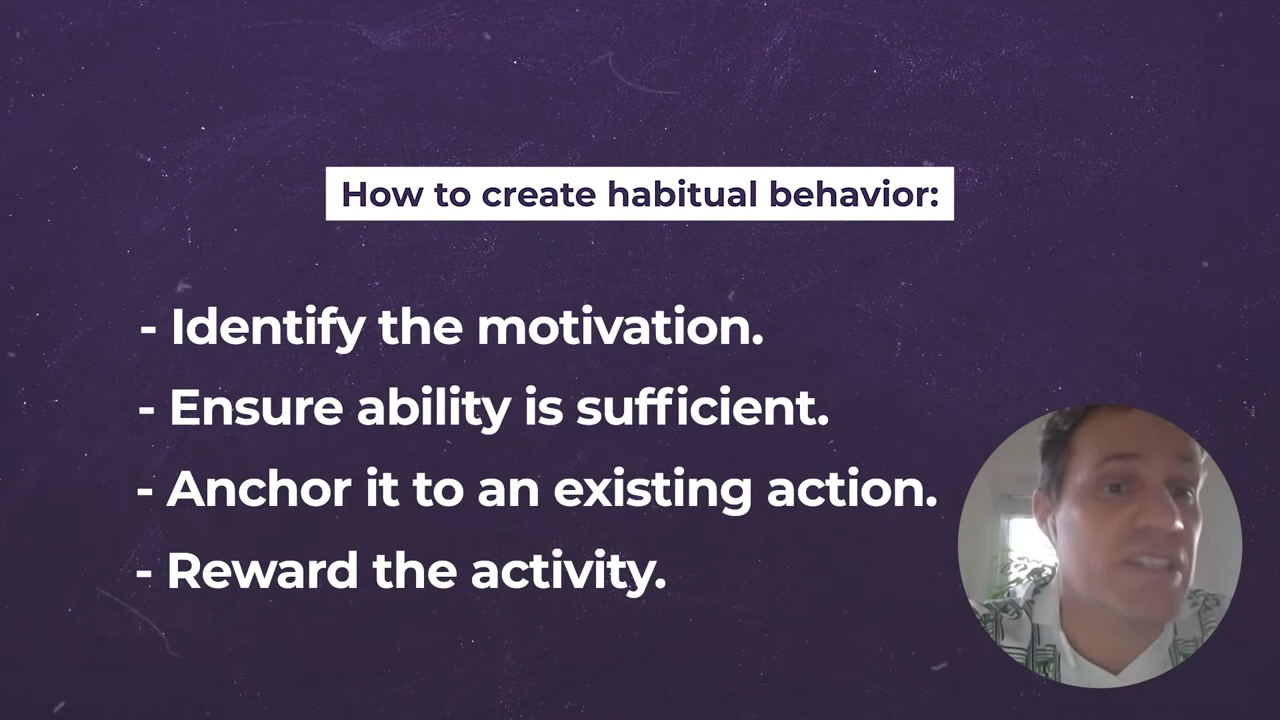 How to create habitual behavior:
- Identify the motivation.
- Ensure ability is sufficient.
- Anchor it to an existing action.
- Reward the activity.